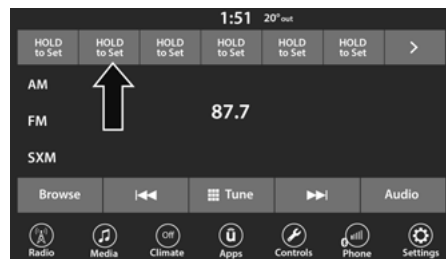 1:51 20°out
HOLD to Set HOLD to Set HOLD to Set HOLD to Set HOLD to Set HOLD to Set >
AM
87.7
FM
SXM
Browse Tune Audio
Off ū
Radio Media Climate Apps Controls Phone Settings